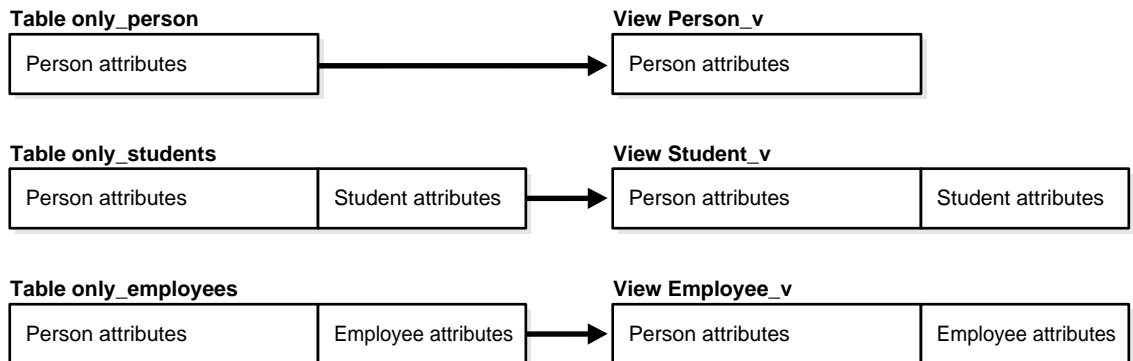 Table only_person
View Person_v
Person attributes
Person attributes
Table only_students
View Student_v
Person attributes
Student attributes
Person attributes
Student attributes
Table only_employees
View Employee_v
Person attributes
Employee attributes
Person attributes
Employee attributes